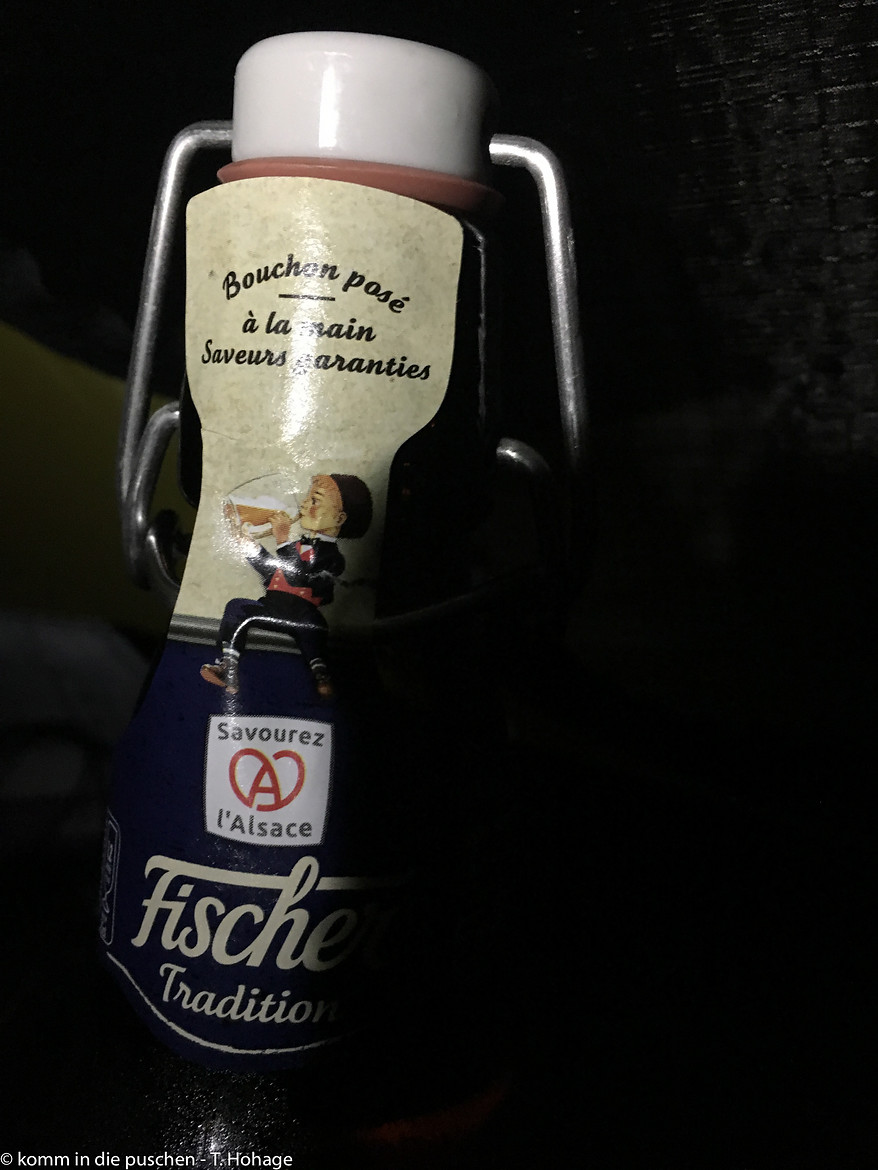 Bouchon posé
à la main
Saveurs garanties
Savourez
A
l'Alsace
Fischer
Tradition
© komm in die puschen - T. Hohage